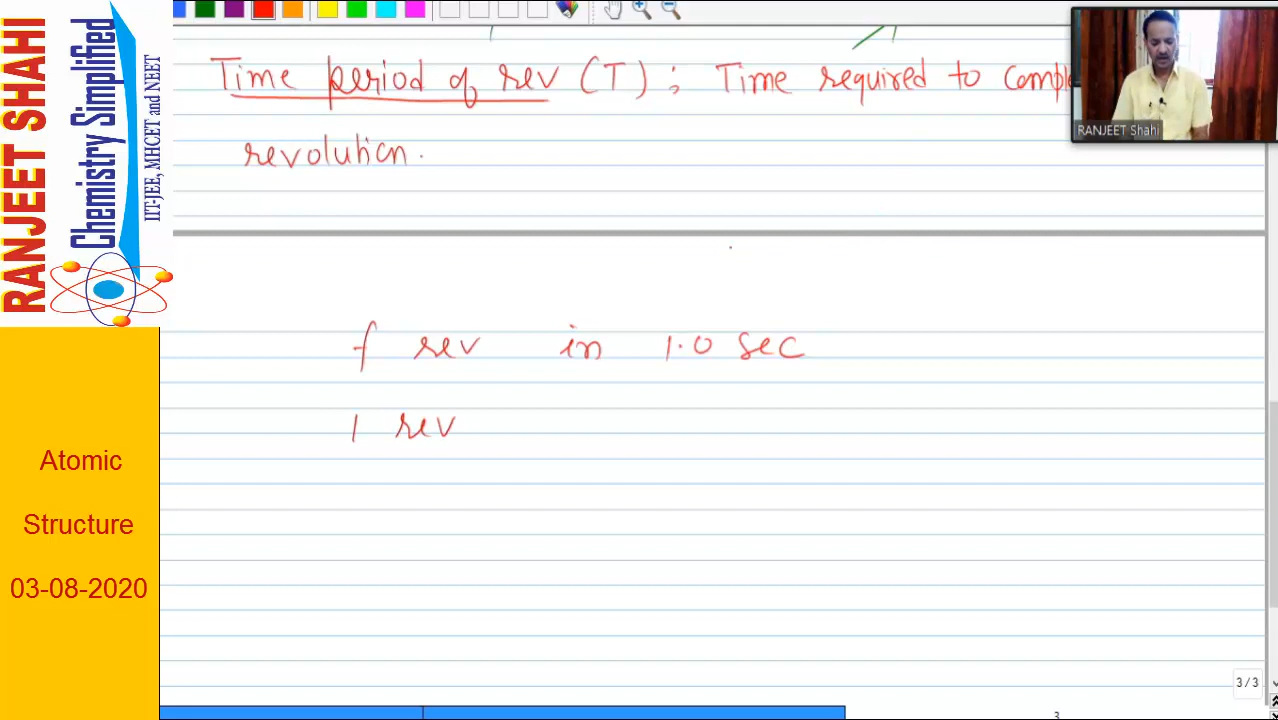 RANJEET SHAHI
Chemistry Simplified
IIT-JEE, MHCET and NEET
Atomic
Structure
03-08-2020
Time period of rev (T) : Time required to
revolution.
f rev in 1.0 sec
1 rev
RANJEET Shahi
3/3
3